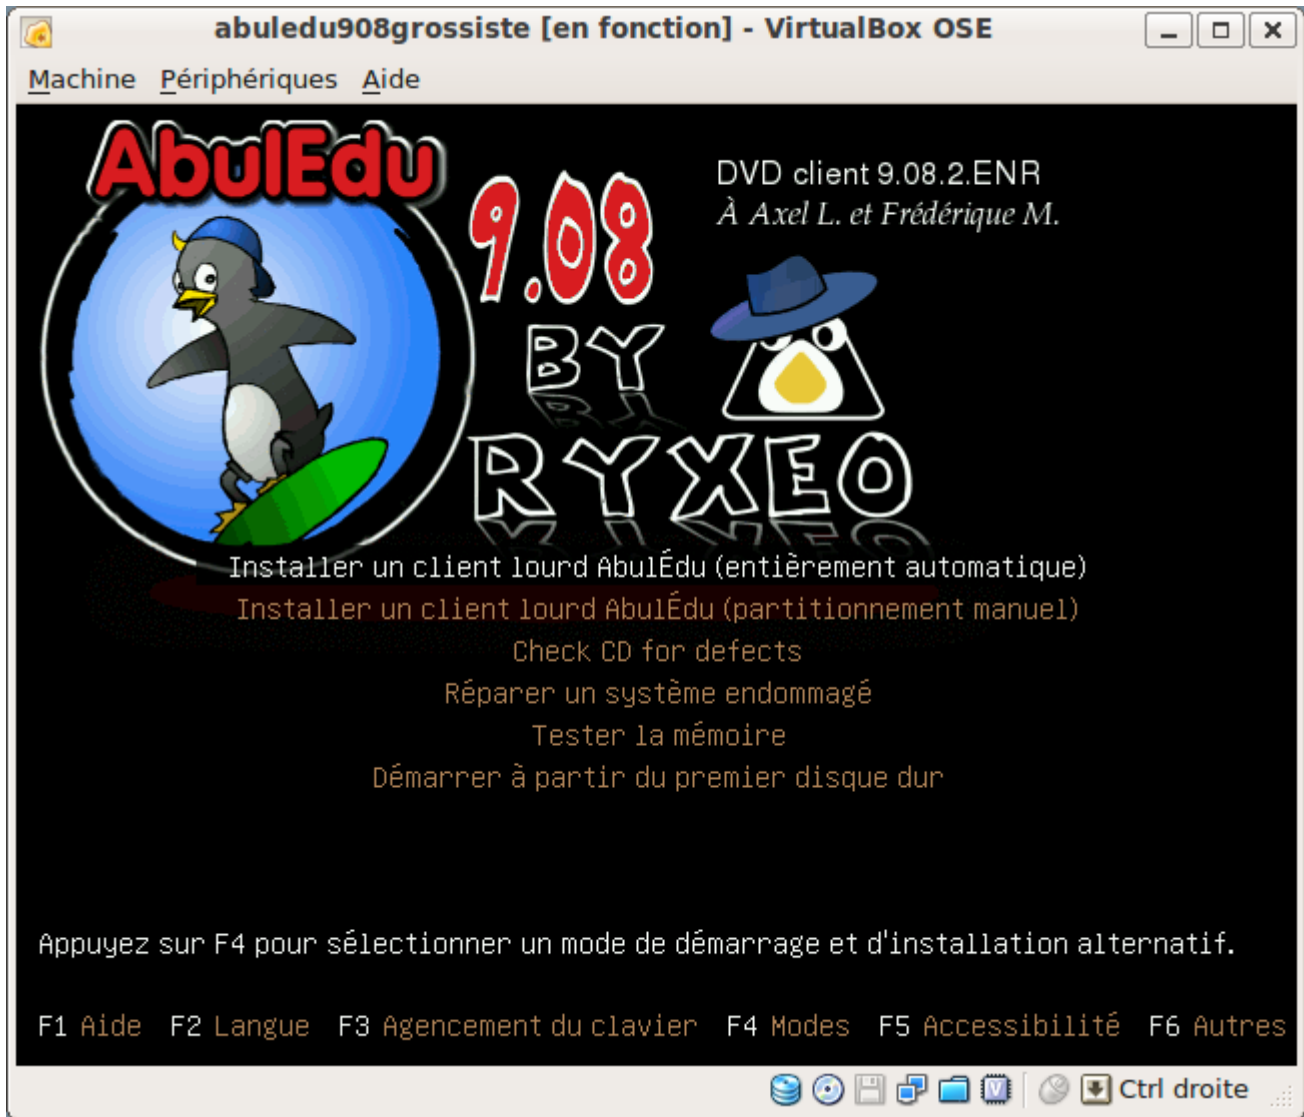 abuledu908grossiste [en fonction] - VirtualBox OSE
Machine Périphériques Aide
AbulEdu
9.08
DVD client 9.08.2.ENR
À Axel L. et Frédérique M.
BY
RYXEO
Installer un client lourd AbulÉdu (entièrement automatique)
Installer un client lourd AbulÉdu (partitionnement manuel)
Check CD for defects
Réparer un système endommagé
Tester la mémoire
Démarrer à partir du premier disque dur
Appuyez sur F4 pour sélectionner un mode de démarrage et d'installation alternatif.
F1 Aide F2 Langue F3 Agencement du clavier F4 Modes F5 Accessibilité F6 Autres
V
Ctrl droite